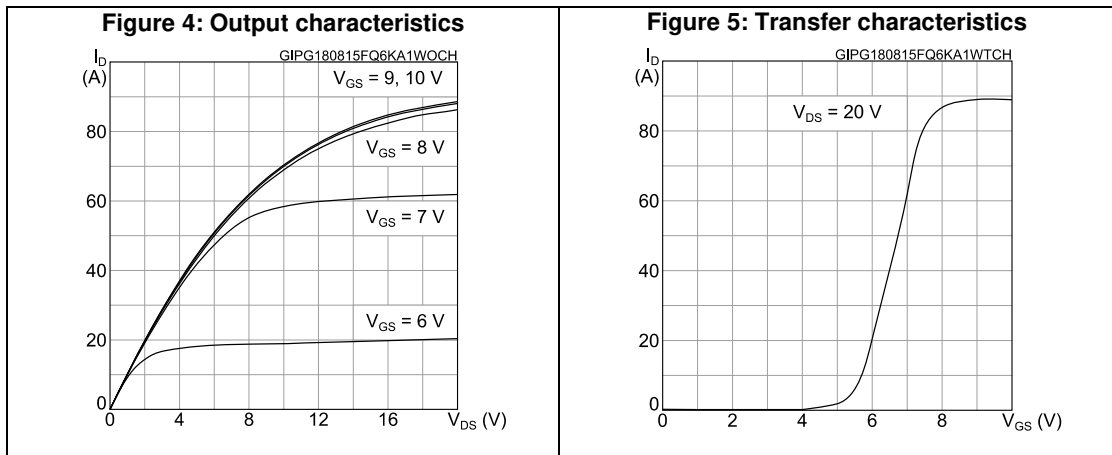 Figure 4: Output characteristics
GIPG180815FQ6KA1WOCH
I_D
(A)
V_GS = 9, 10 V
80
V_GS = 8 V
60
V_GS = 7 V
40
V_GS = 6 V
20
0
0 4 8 12 16 V_DS (V)
Figure 5: Transfer characteristics
GIPG180815FQ6KA1WTCH
I_D
(A)
V_DS = 20 V
80
60
40
20
0
0 2 4 6 8 V_GS (V)